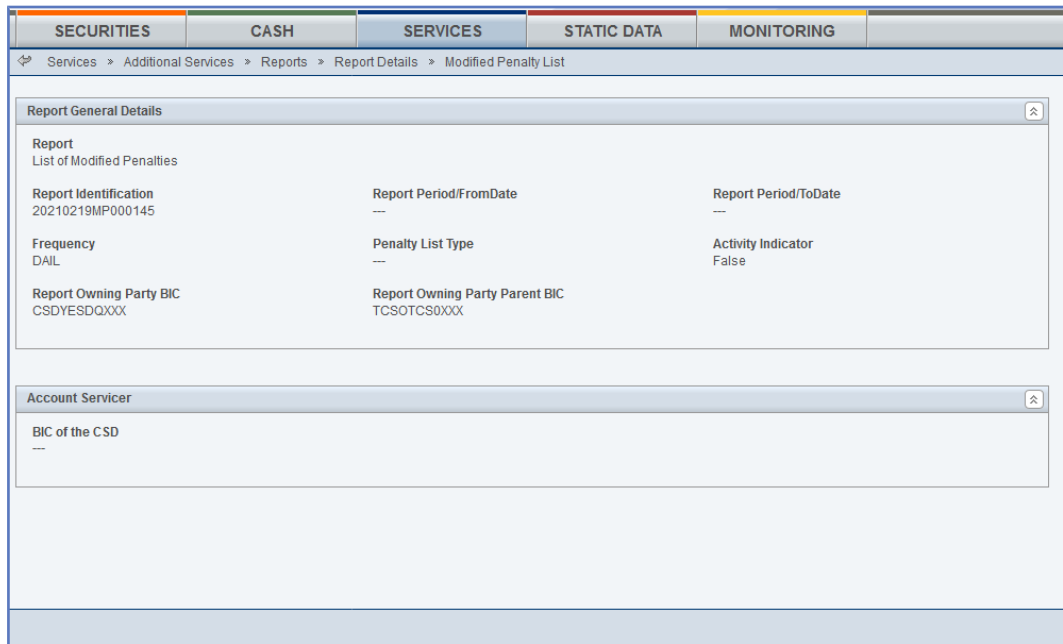 SECURITIES CASH SERVICES STATIC DATA MONITORING
Services » Additional Services » Reports » Report Details » Modified Penalty List
Report General Details
Report
List of Modified Penalties
Report Identification Report Period/FromDate Report Period/ToDate
20210219MP000145 --- ---
Frequency Penalty List Type Activity Indicator
DAIL --- False
Report Owning Party BIC Report Owning Party Parent BIC
CSDYESDQXXX TCSOTCS0XXX
Account Servicer
BIC of the CSD
---